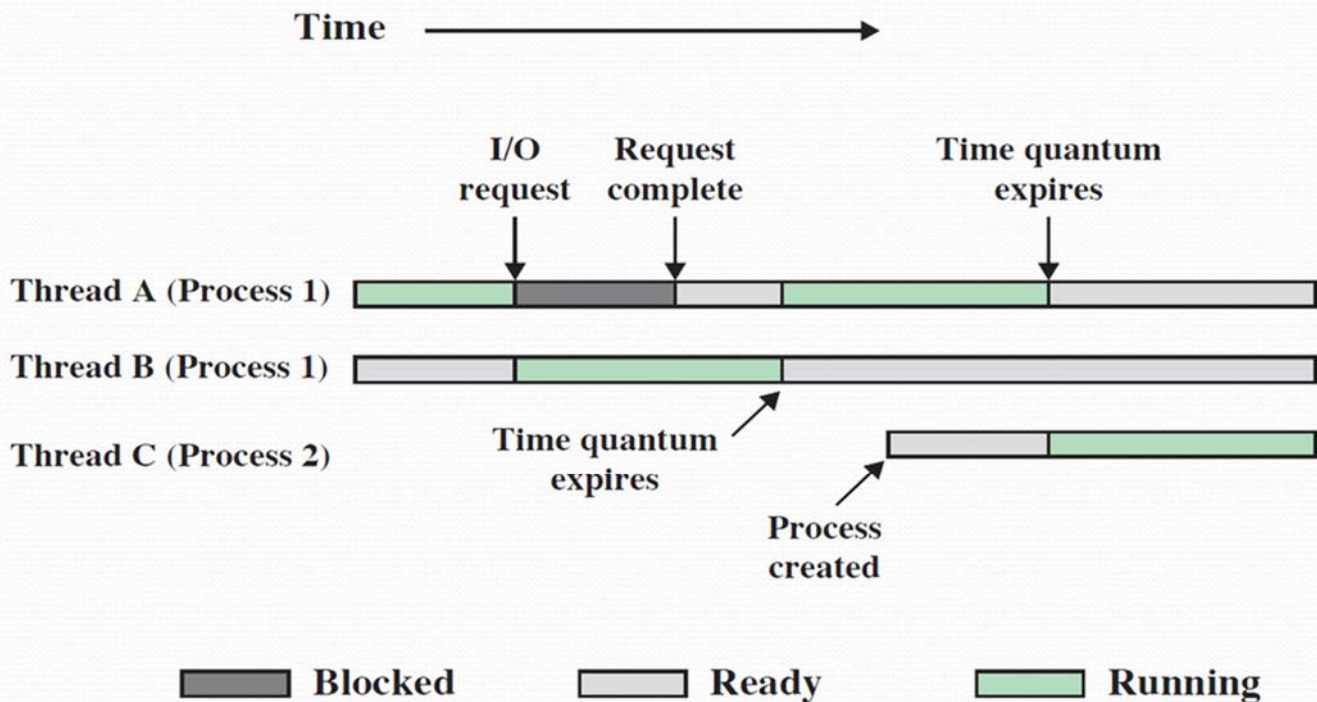 Time
I/O
request
Request
complete
Time quantum
expires
Thread A (Process 1)
Thread B (Process 1)
Time quantum
expires
Thread C (Process 2)
Process
created
Blocked
Ready
Running